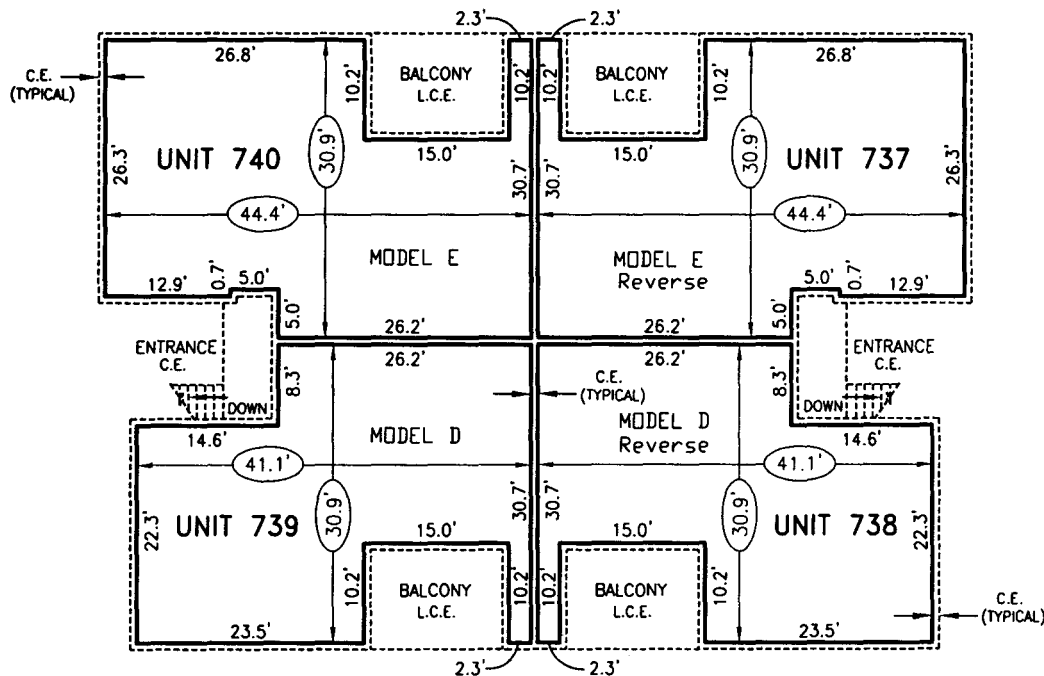 2.3' 2.3'
26.8' 26.8'
C.E.
(TYPICAL)
10.2' BALCONY
L.C.E. 10.2' 10.2' BALCONY
L.C.E. 10.2'
15.0' 15.0'
26.3' UNIT 740 30.9' 30.7' 30.7' 30.9' UNIT 737 26.3'
44.4' 44.4'
MODEL E MODEL E
Reverse
12.9' 0.7' 5.0' 5.0' 0.7' 12.9'
5.0' 26.2' 26.2' 5.0'
ENTRANCE
C.E. 26.2' 26.2' ENTRANCE
C.E.
8.3' 8.3'
C.E.
(TYPICAL)
DOWN DOWN
14.6' MODEL D MODEL D
Reverse 14.6'
41.1' 41.1'
22.3' UNIT 739 30.9' 30.7' 30.7' 30.9' UNIT 738 22.3'
15.0' 15.0'
10.2' BALCONY
L.C.E. 10.2' 10.2' BALCONY
L.C.E. 10.2'
C.E.
(TYPICAL)
23.5' 23.5'
2.3' 2.3'